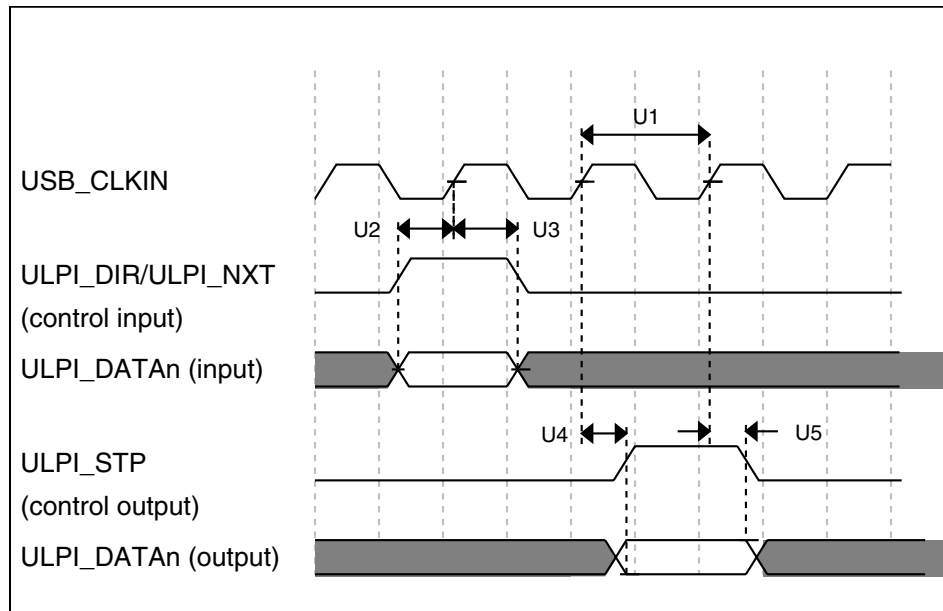 U1
USB_CLKIN
U2
U3
ULPI_DIR/ULPI_NXT
(control input)
ULPI_DATAn (input)
U4
U5
ULPI_STP
(control output)
ULPI_DATAn (output)